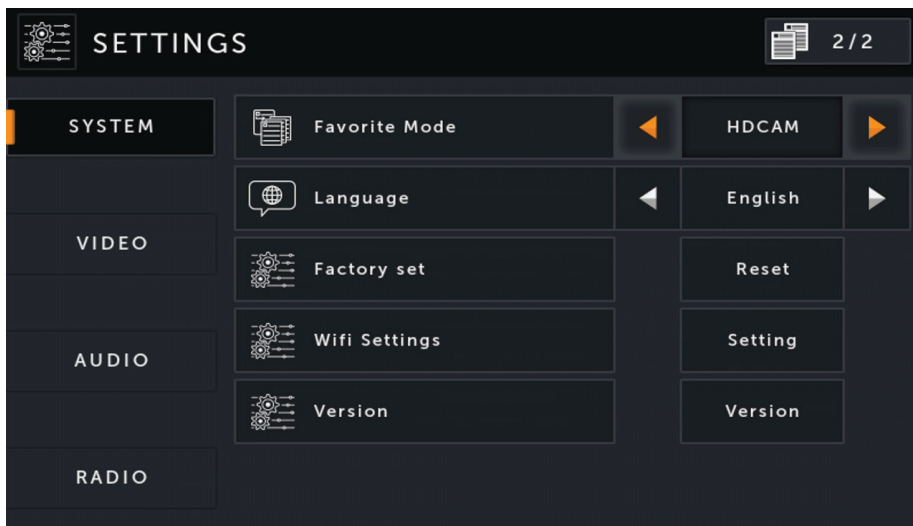 SETTINGS
2/2
SYSTEM
VIDEO
AUDIO
RADIO
Favorite Mode
HDCAM
Language
English
Factory set
Reset
Wifi Settings
Setting
Version
Version